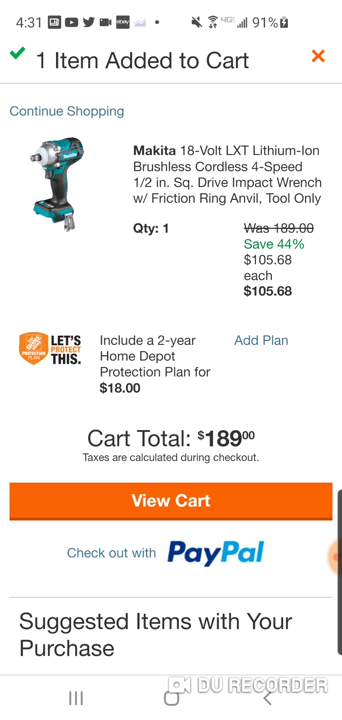 4:31 91%
1 Item Added to Cart
Continue Shopping
Makita 18-Volt LXT Lithium-Ion
Brushless Cordless 4-Speed
1/2 in. Sq. Drive Impact Wrench
w/ Friction Ring Anvil, Tool Only
Qty: 1
Was 189.00
Save 44%
$105.68
each
$105.68
LET'S
PROTECT
THIS.
Include a 2-year
Home Depot
Protection Plan for
$18.00
Add Plan
Cart Total: $189⁰⁰
Taxes are calculated during checkout.
View Cart
Check out with PayPal
Suggested Items with Your
Purchase
DU RECORDER